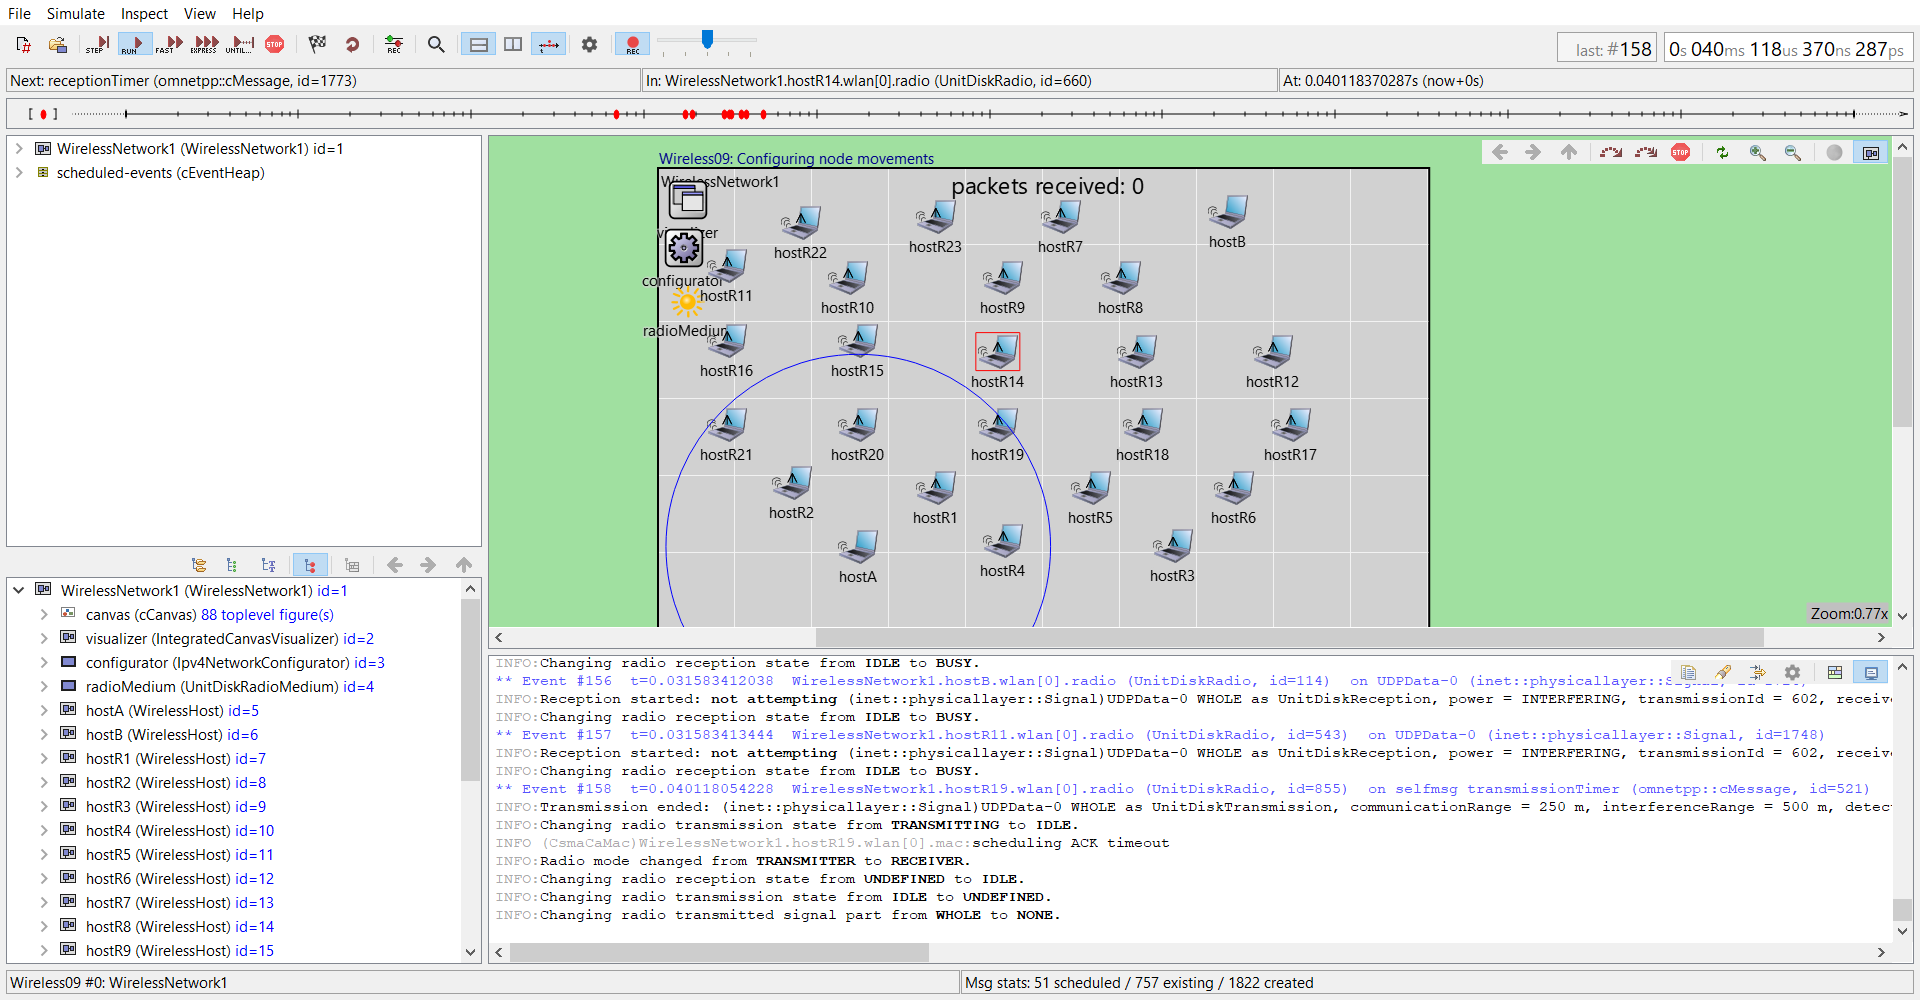 File Simulate Inspect View Help
STEP RUN FAST EXPRESS UNTIL... STOP REC REC
last: #158 0s 040ms 118us 370ns 287ps
Next: receptionTimer (omnetpp::cMessage, id=1773) In: WirelessNetwork1.hostR14.wlan[0].radio (UnitDiskRadio, id=660) At: 0.040118370287s (now+0s)
WirelessNetwork1 (WirelessNetwork1) id=1
scheduled-events (cEventHeap)
WirelessNetwork1 (WirelessNetwork1) id=1
canvas (cCanvas) 88 toplevel figure(s)
visualizer (IntegratedCanvasVisualizer) id=2
configurator (Ipv4NetworkConfigurator) id=3
radioMedium (UnitDiskRadioMedium) id=4
hostA (WirelessHost) id=5
hostB (WirelessHost) id=6
hostR1 (WirelessHost) id=7
hostR2 (WirelessHost) id=8
hostR3 (WirelessHost) id=9
hostR4 (WirelessHost) id=10
hostR5 (WirelessHost) id=11
hostR6 (WirelessHost) id=12
hostR7 (WirelessHost) id=13
hostR8 (WirelessHost) id=14
hostR9 (WirelessHost) id=15
Wireless09: Configuring node movements
STOP
WirelessNetwork1 packets received: 0
visualizer
hostR22 hostR23 hostR7 hostB
configurator
hostR11 hostR10 hostR9 hostR8
radioMedium
hostR16 hostR15 hostR14 hostR13 hostR12
hostR21 hostR20 hostR19 hostR18 hostR17
hostR2 hostR1 hostR5 hostR6
hostA hostR4 hostR3
Zoom:0.77x
INFO:Changing radio reception state from IDLE to BUSY.
** Event #156 t=0.031583412038 WirelessNetwork1.hostB.wlan[0].radio (UnitDiskRadio, id=114) on UDPData-0 (inet::physicallayer::Signal,
INFO:Reception started: not attempting (inet::physicallayer::Signal)UDPData-0 WHOLE as UnitDiskReception, power = INTERFERING, transmissionId = 602, receive
INFO:Changing radio reception state from IDLE to BUSY.
** Event #157 t=0.031583413444 WirelessNetwork1.hostR11.wlan[0].radio (UnitDiskRadio, id=543) on UDPData-0 (inet::physicallayer::Signal, id=1748)
INFO:Reception started: not attempting (inet::physicallayer::Signal)UDPData-0 WHOLE as UnitDiskReception, power = INTERFERING, transmissionId = 602, receive
INFO:Changing radio reception state from IDLE to BUSY.
** Event #158 t=0.040118054228 WirelessNetwork1.hostR19.wlan[0].radio (UnitDiskRadio, id=855) on selfmsg transmissionTimer (omnetpp::cMessage, id=521)
INFO:Transmission ended: (inet::physicallayer::Signal)UDPData-0 WHOLE as UnitDiskTransmission, communicationRange = 250 m, interferenceRange = 500 m, detec
INFO:Changing radio transmission state from TRANSMITTING to IDLE.
INFO (CsmaCaMac)WirelessNetwork1.hostR19.wlan[0].mac:scheduling ACK timeout
INFO:Radio mode changed from TRANSMITTER to RECEIVER.
INFO:Changing radio reception state from UNDEFINED to IDLE.
INFO:Changing radio transmission state from IDLE to UNDEFINED.
INFO:Changing radio transmitted signal part from WHOLE to NONE.
Wireless09 #0: WirelessNetwork1 Msg stats: 51 scheduled / 757 existing / 1822 created